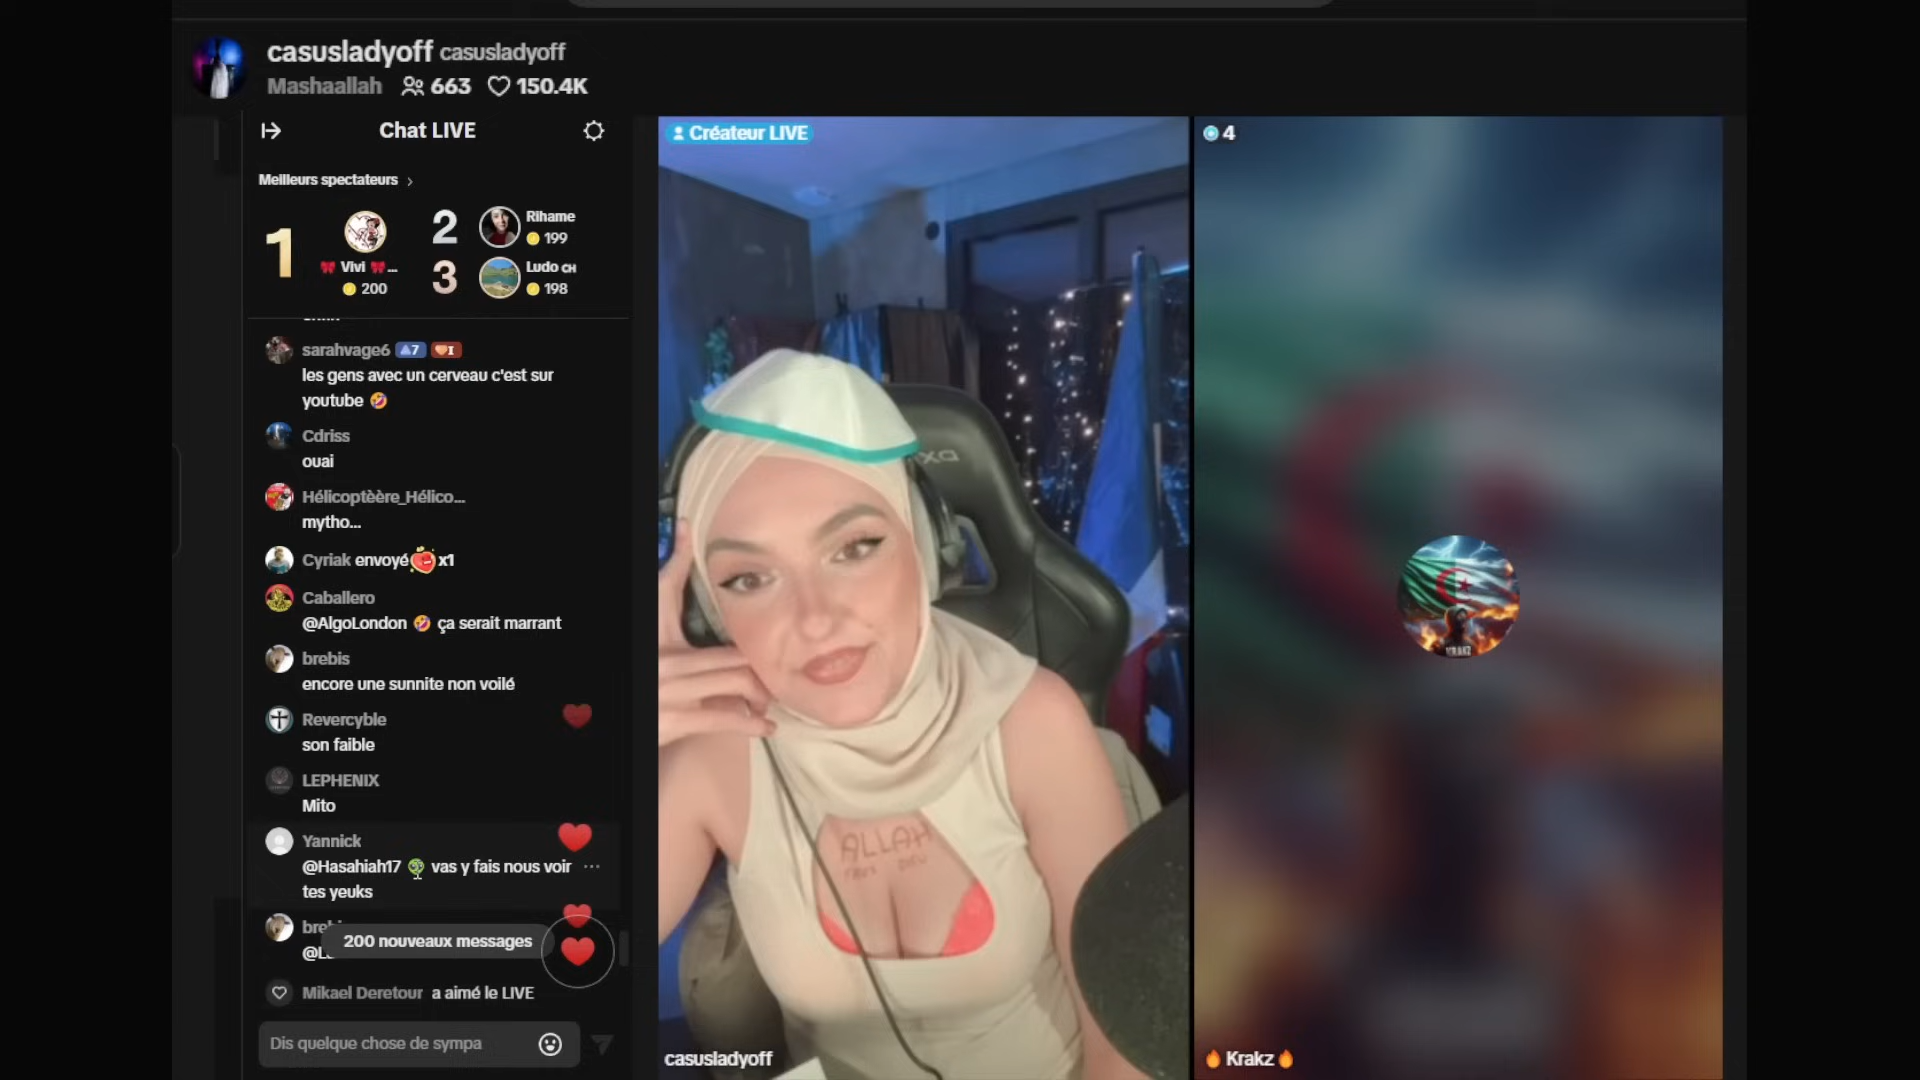 casusladyoff casusladyoff
Mashaallah 663 150.4K
Chat LIVE
Meilleurs spectateurs >
1
Vivi ...
200
2
Rihame
199
3
Ludo CH
198
sarahvage6 7 I
les gens avec un cerveau c'est sur
youtube 🤣
Cdriss
ouai
Hélicoptèère_Hélico...
mytho...
Cyriak envoyé x1
Caballero
@AlgoLondon 🤣 ça serait marrant
brebis
encore une sunnite non voilé
Revercyble
son faible
LEPHENIX
Mito
Yannick
@Hasahiah17 vas y fais nous voir
tes yeuks
200 nouveaux messages
Mikael Deretour a aimé le LIVE
Dis quelque chose de sympa
Créateur LIVE
ALLAH
DIEU
casusladyoff
4
KRAKZ
🔥 Krakz 🔥